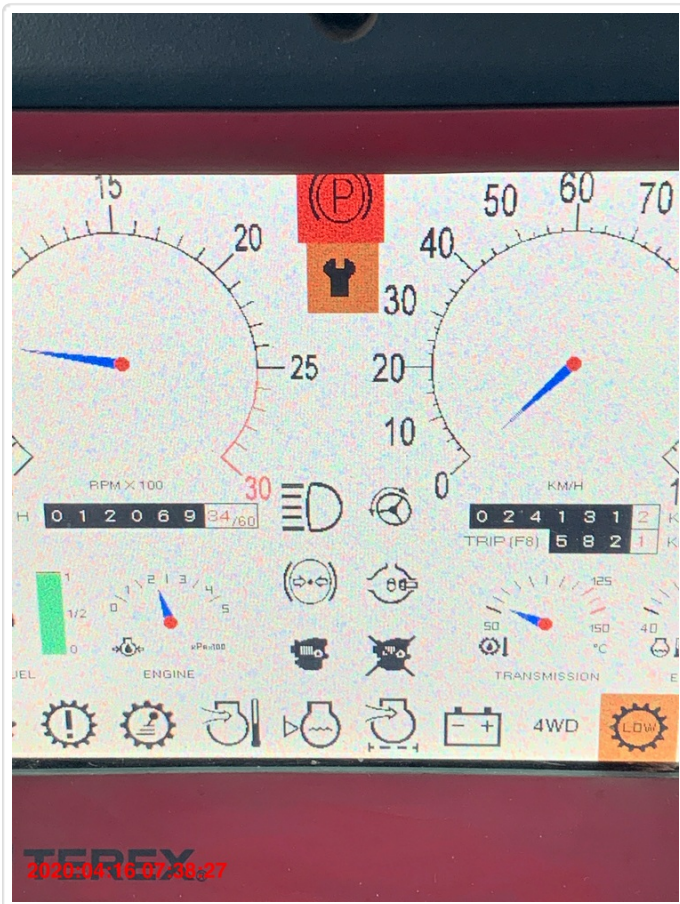 15
20
25
30
RPM X 100
H 0 1 2 0 6 9 34/60
P
50 60 70
40
30
20
10
0
1
KM/H
0 2 4 1 3 1 2 K
TRIP (F8) 5 8 2 1 K
1
1/2
0
UEL
0 1 2 3 4 5
kPa×100
ENGINE
50 1 125
150
°C
TRANSMISSION
40
E
! 
- +
4WD
LOW
TEREX®
2020:04:16 07:38:27